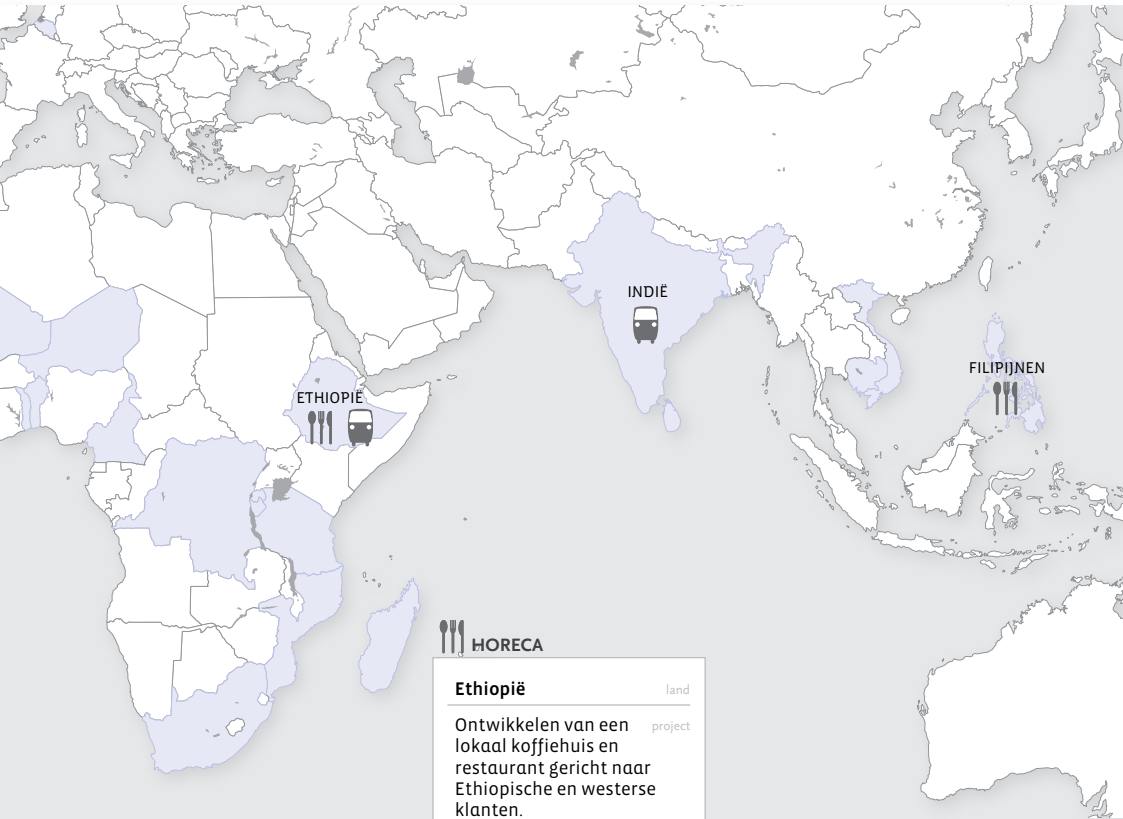 INDIË
FILIPIJNEN
ETHIOPIË
HORECA
Ethiopië land
Ontwikkelen van een project
lokaal koffiehuis en
restaurant gericht naar
Ethiopische en westerse
klanten.